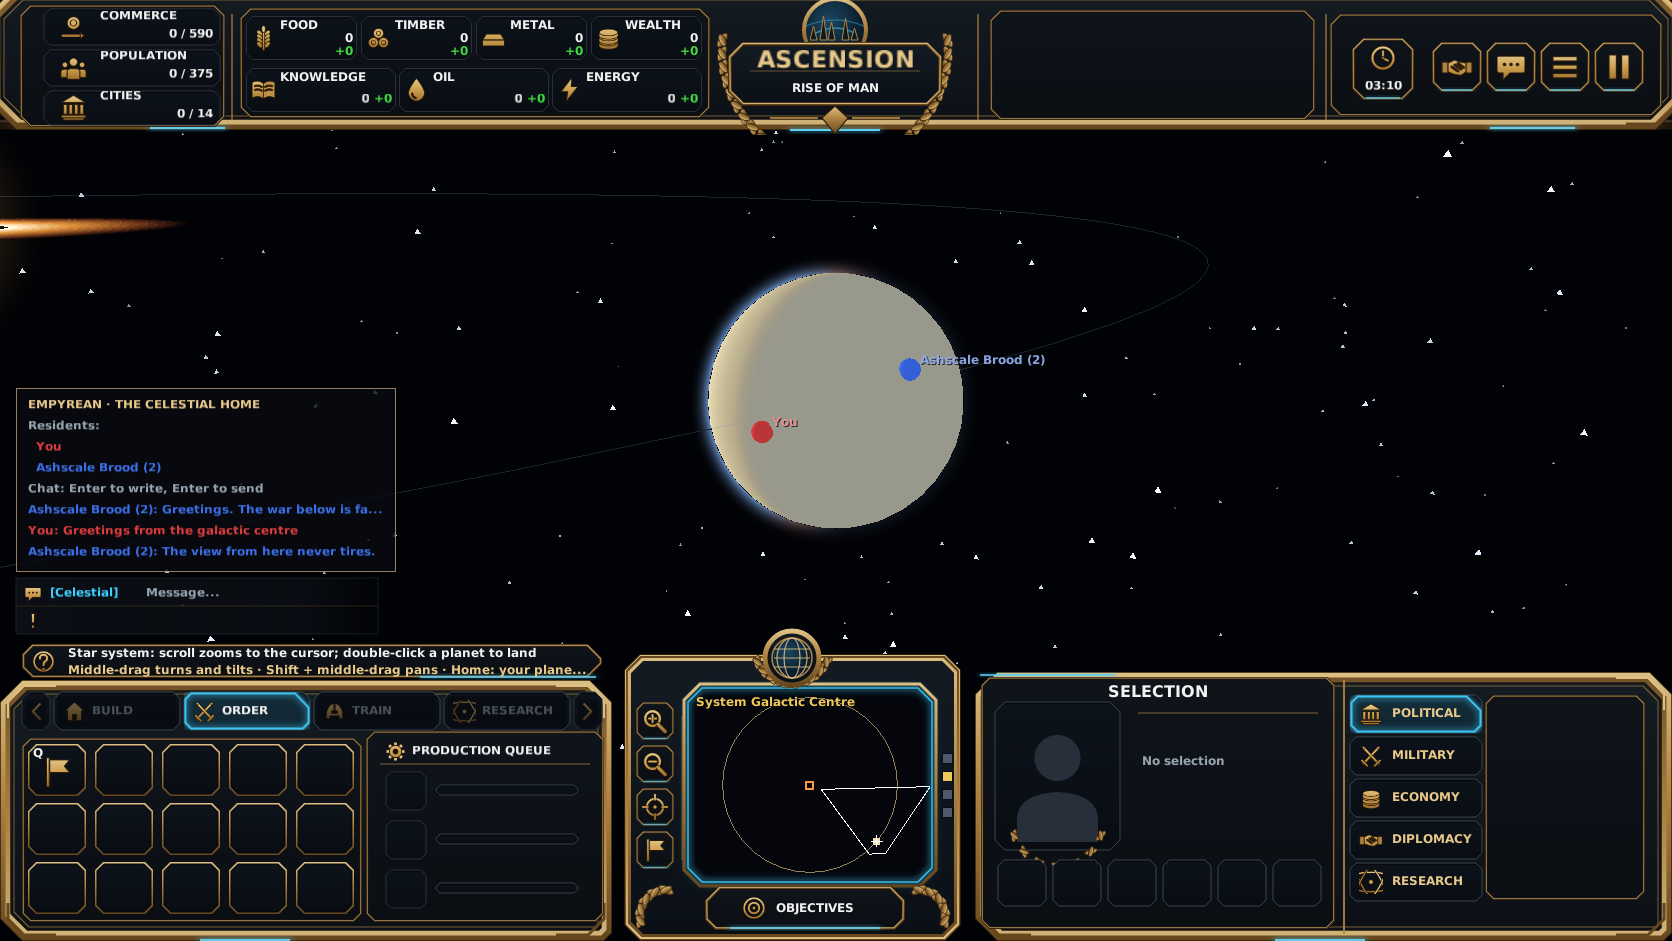 COMMERCE
0 / 590
POPULATION
0 / 375
CITIES
0 / 14
FOOD
0
+0
TIMBER
0
+0
METAL
0
+0
WEALTH
0
+0
KNOWLEDGE
0 +0
OIL
0 +0
ENERGY
0 +0
ASCENSION
RISE OF MAN
03:10
Ashscale Brood (2)
You
EMPYREAN · THE CELESTIAL HOME
Residents:
You
Ashscale Brood (2)
Chat: Enter to write, Enter to send
Ashscale Brood (2): Greetings. The war below is fa...
You: Greetings from the galactic centre
Ashscale Brood (2): The view from here never tires.
[Celestial] Message...
!
Star system: scroll zooms to the cursor; double-click a planet to land
Middle-drag turns and tilts · Shift + middle-drag pans · Home: your plane...
BUILD
ORDER
TRAIN
RESEARCH
Q
PRODUCTION QUEUE
System Galactic Centre
OBJECTIVES
SELECTION
No selection
POLITICAL
MILITARY
ECONOMY
DIPLOMACY
RESEARCH